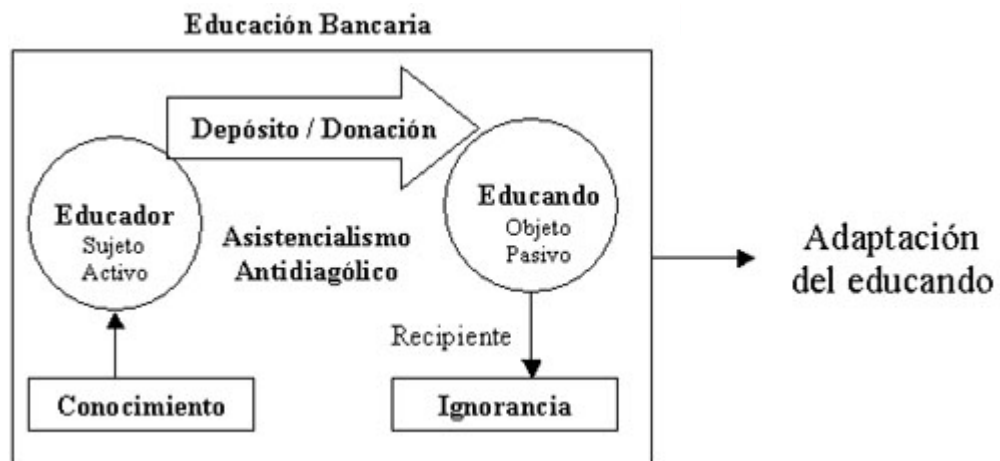 Educación Bancaria
Depósito / Donación
Educador
Sujeto
Activo
Asistencialismo
Antidiagólico
Educando
Objeto
Pasivo
Adaptación
del educando
Recipiente
Conocimiento
Ignorancia